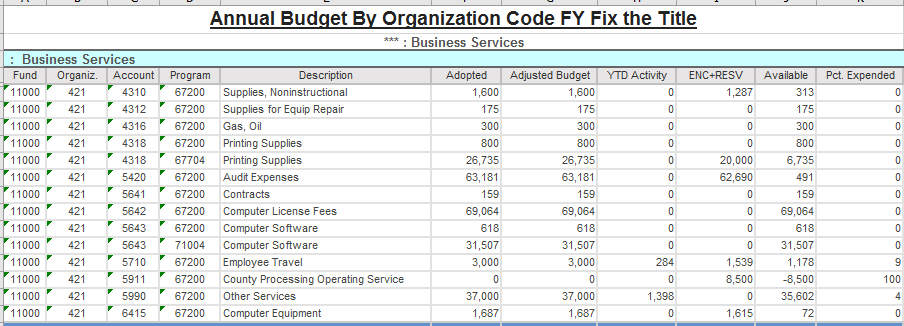 Annual Budget By Organization Code FY Fix the Title
*** : Business Services
: Business Services
Fund Organiz. Account Program Description Adopted Adjusted Budget YTD Activity ENC+RESV Available Pct. Expended
11000 421 4310 67200 Supplies, Noninstructional 1,600 1,600 0 1,287 313 0
11000 421 4312 67200 Supplies for Equip Repair 175 175 0 0 175 0
11000 421 4316 67200 Gas, Oil 300 300 0 0 300 0
11000 421 4318 67200 Printing Supplies 800 800 0 0 800 0
11000 421 4318 67704 Printing Supplies 26,735 26,735 0 20,000 6,735 0
11000 421 5420 67200 Audit Expenses 63,181 63,181 0 62,690 491 0
11000 421 5641 67200 Contracts 159 159 0 0 159 0
11000 421 5642 67200 Computer License Fees 69,064 69,064 0 0 69,064 0
11000 421 5643 67200 Computer Software 618 618 0 0 618 0
11000 421 5643 71004 Computer Software 31,507 31,507 0 0 31,507 0
11000 421 5710 67200 Employee Travel 3,000 3,000 284 1,539 1,178 9
11000 421 5911 67200 County Processing Operating Service 0 0 0 8,500 -8,500 100
11000 421 5990 67200 Other Services 37,000 37,000 1,398 0 35,602 4
11000 421 6415 67200 Computer Equipment 1,687 1,687 0 1,615 72 0